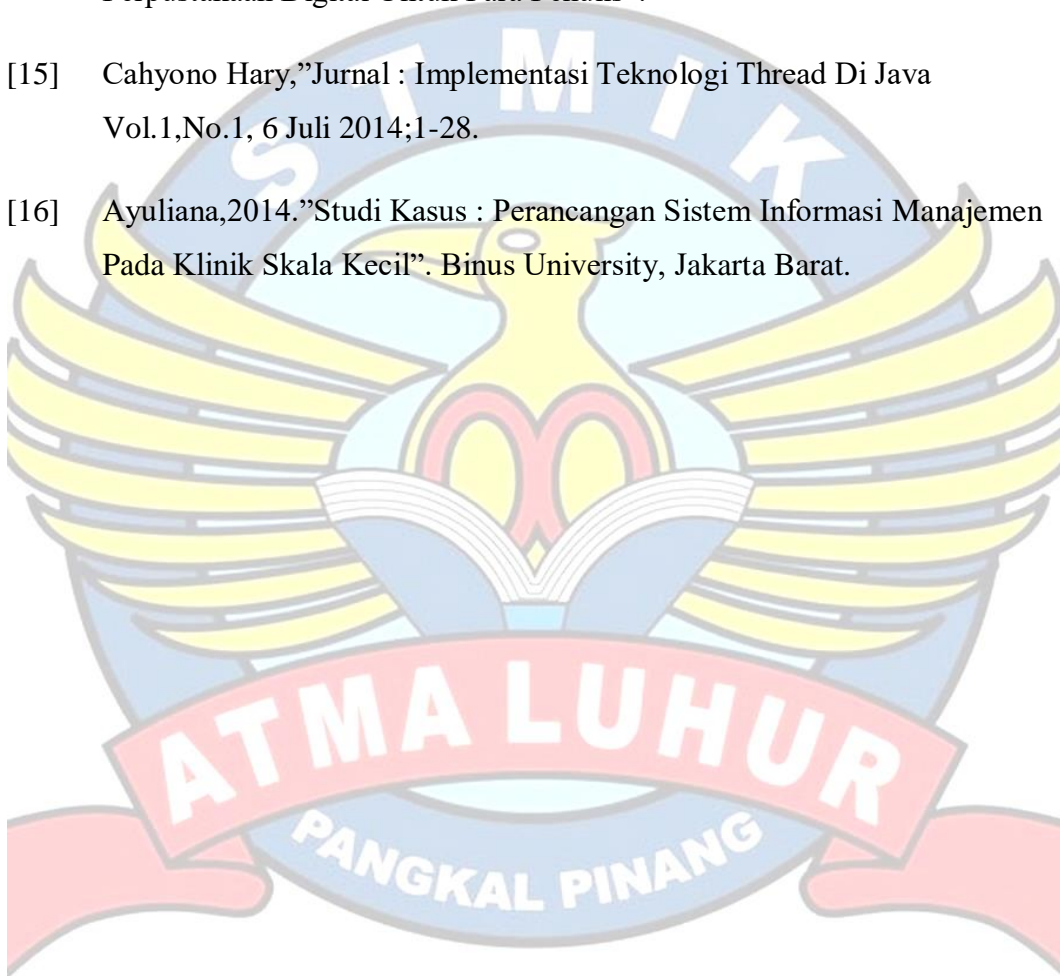 [15] Cahyono Hary,”Jurnal : Implementasi Teknologi Thread Di Java
Vol.1,No.1, 6 Juli 2014;1-28.
[16] Ayuliana,2014.”Studi Kasus : Perancangan Sistem Informasi Manajemen
Pada Klinik Skala Kecil”. Binus University, Jakarta Barat.
STMIK
ATMA LUHUR
PANGKAL PINANG